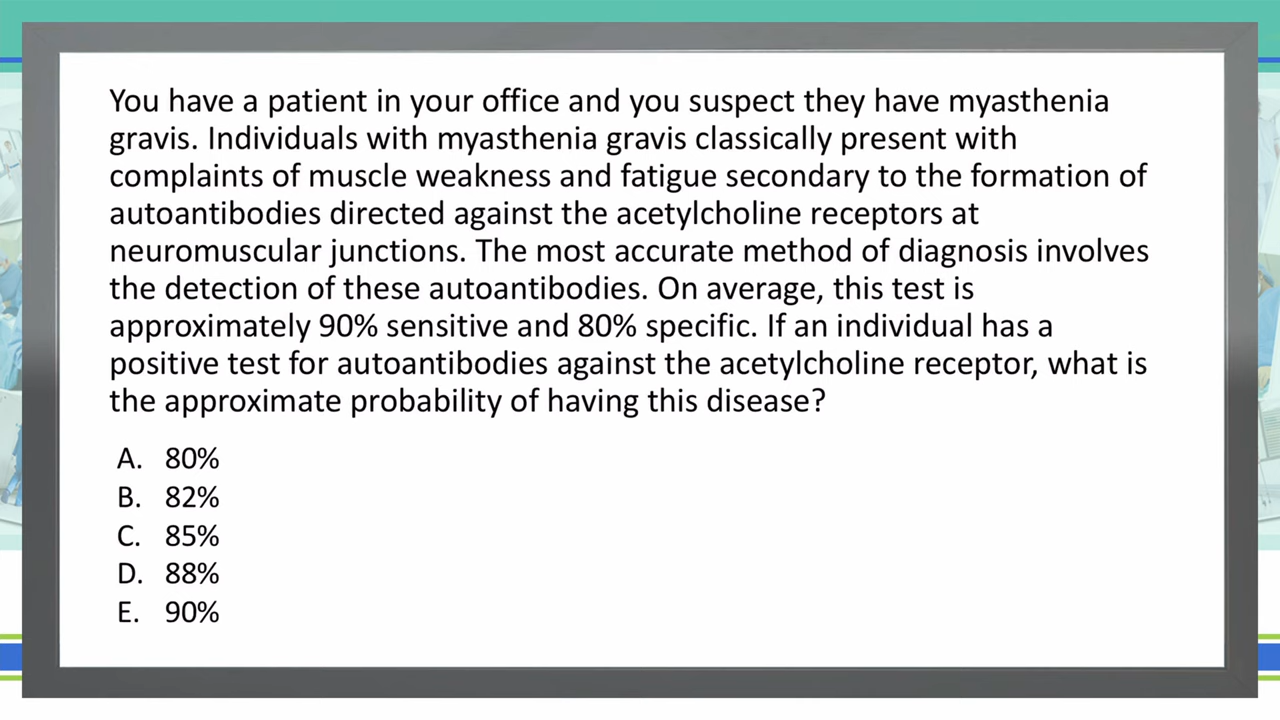 You have a patient in your office and you suspect they have myasthenia
gravis. Individuals with myasthenia gravis classically present with
complaints of muscle weakness and fatigue secondary to the formation of
autoantibodies directed against the acetylcholine receptors at
neuromuscular junctions. The most accurate method of diagnosis involves
the detection of these autoantibodies. On average, this test is
approximately 90% sensitive and 80% specific. If an individual has a
positive test for autoantibodies against the acetylcholine receptor, what is
the approximate probability of having this disease?
A. 80%
B. 82%
C. 85%
D. 88%
E. 90%